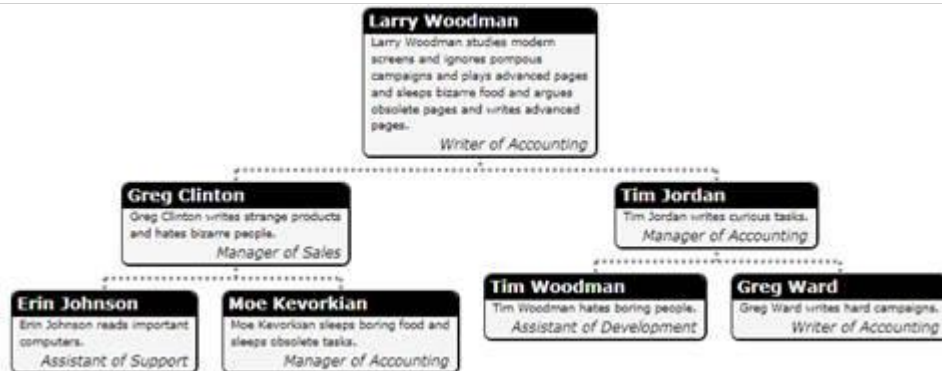 Larry Woodman
Larry Woodman studies modern
screens and ignores pompous
campaigns and plays advanced pages
and sleeps bizarre food and argues
obsolete pages and writes advanced
pages.
Writer of Accounting
Greg Clinton
Greg Clinton writes strange products
and hates bizarre people.
Manager of Sales
Tim Jordan
Tim Jordan writes curious tasks.
Manager of Accounting
Erin Johnson
Erin Johnson reads important
computers.
Assistant of Support
Moe Kevorkian
Moe Kevorkian sleeps boring food and
sleeps obsolete tasks.
Manager of Accounting
Tim Woodman
Tim Woodman hates boring people.
Assistant of Development
Greg Ward
Greg Ward writes hard campaigns.
Writer of Accounting